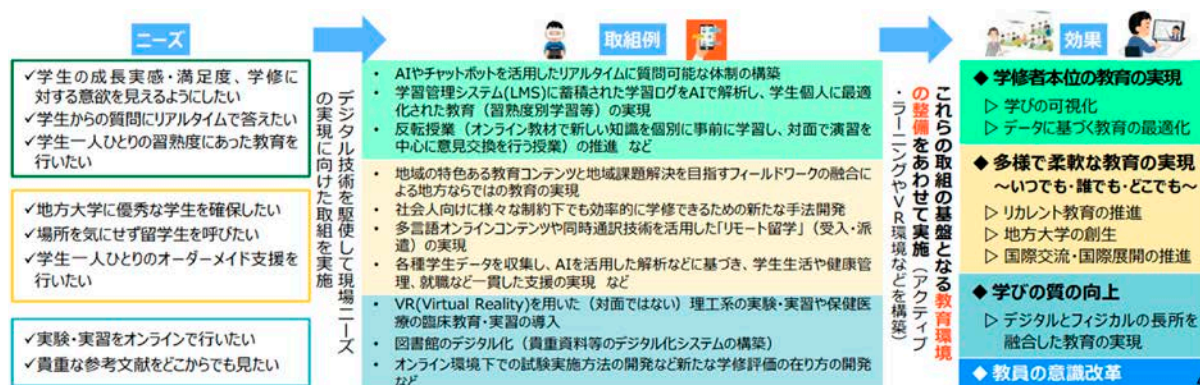 ニーズ
✓学生の成長実感・満足度、学修に
対する意欲を見えるようにしたい
✓学生からの質問にリアルタイムで答えたい
✓学生一人ひとりの習熟度にあった教育を
行いたい
✓地方大学に優秀な学生を確保したい
✓場所を気にせず留学生を呼びたい
✓学生一人ひとりのオーダーメイド支援を
行いたい
✓実験・実習をオンラインで行いたい
✓貴重な参考文献をどこからでも見たい
デジタル技術を駆使して現場ニーズ
の実現に向けた取組を実施
取組例
• AIやチャットボットを活用したリアルタイムに質問可能な体制の構築
• 学習管理システム(LMS)に蓄積された学習ログをAIで解析し、学生個人に最適
化された教育（習熟度別学習等）の実現
• 反転授業（オンライン教材で新しい知識を個別に事前に学習し、対面で演習を
中心に意見交換を行う授業）の推進 など
• 地域の特色ある教育コンテンツと地域課題解決を目指すフィールドワークの融合に
よる地方ならではの教育の実現
• 社会人向けに様々な制約下でも効率的に学修できるための新たな手法開発
• 多言語オンラインコンテンツや同時通訳技術を活用した「リモート留学」（受入・派
遣）の実現
• 各種学生データを収集し、AIを活用した解析などに基づき、学生生活や健康管
理、就職など一貫した支援の実現 など
• VR(Virtual Reality)を用いた（対面ではない）理工系の実験・実習や保健医
療の臨床教育・実習の導入
• 図書館のデジタル化（貴重資料等のデジタル化システムの構築）
• オンライン環境下での試験実施方法の開発など新たな学修評価の在り方の開発
など
これらの取組の基盤となる教育環境
の整備をあわせて実施（アクティブ
・ラーニングやVR環境などを構築）
効果
◆ 学修者本位の教育の実現
▷ 学びの可視化
▷ データに基づく教育の最適化
◆ 多様で柔軟な教育の実現
～いつでも・誰でも・どこでも～
▷ リカレント教育の推進
▷ 地方大学の創生
▷ 国際交流・国際展開の推進
◆ 学びの質の向上
▷ デジタルとフィジカルの長所を
融合した教育の実現
◆ 教員の意識改革